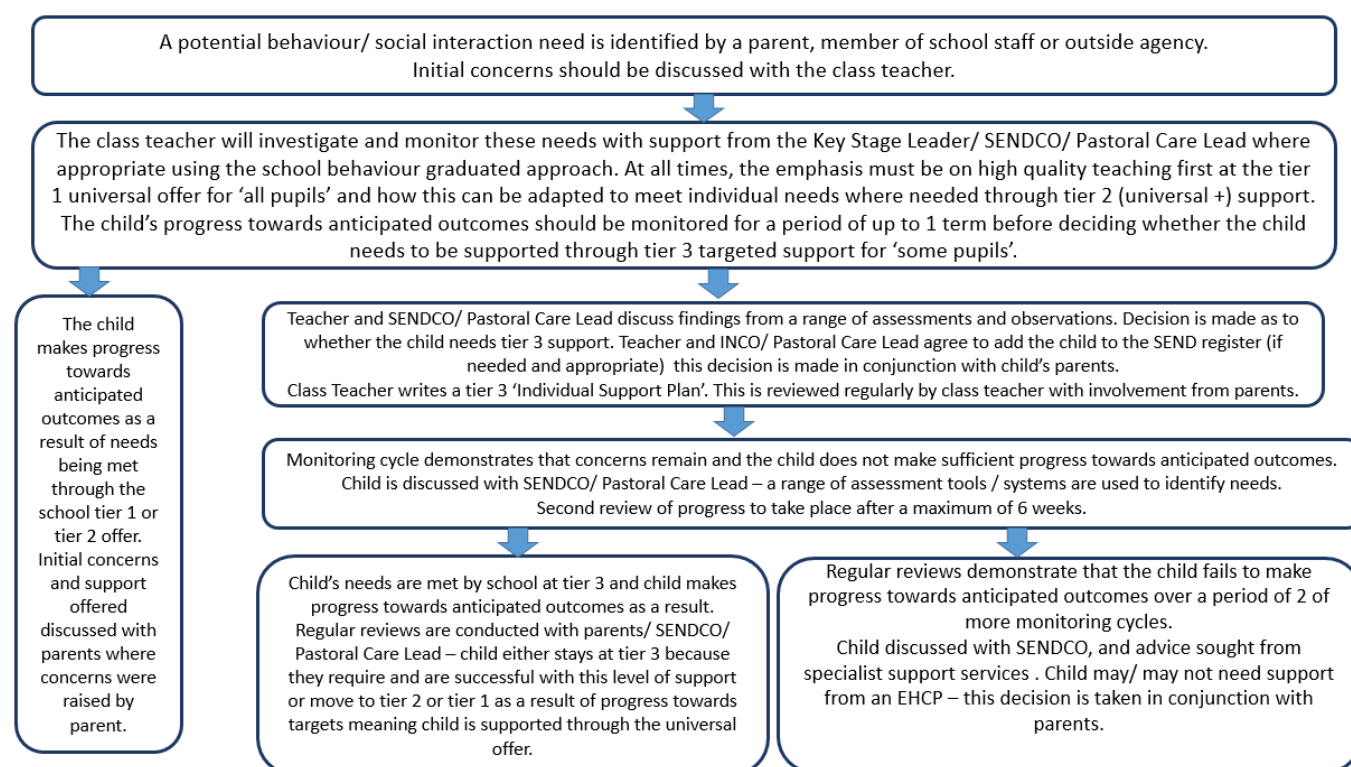 A potential behaviour/ social interaction need is identified by a parent, member of school staff or outside agency.
Initial concerns should be discussed with the class teacher.
The class teacher will investigate and monitor these needs with support from the Key Stage Leader/ SENDCO/ Pastoral Care Lead where
appropriate using the school behaviour graduated approach. At all times, the emphasis must be on high quality teaching first at the tier
1 universal offer for ‘all pupils’ and how this can be adapted to meet individual needs where needed through tier 2 (universal +) support.
The child’s progress towards anticipated outcomes should be monitored for a period of up to 1 term before deciding whether the child
needs to be supported through tier 3 targeted support for ‘some pupils’.
The child
makes progress
towards
anticipated
outcomes as a
result of needs
being met
through the
school tier 1 or
tier 2 offer.
Initial concerns
and support
offered
discussed with
parents where
concerns were
raised by
parent.
Teacher and SENDCO/ Pastoral Care Lead discuss findings from a range of assessments and observations. Decision is made as to
whether the child needs tier 3 support. Teacher and INCO/ Pastoral Care Lead agree to add the child to the SEND register (if
needed and appropriate) this decision is made in conjunction with child’s parents.
Class Teacher writes a tier 3 ‘Individual Support Plan’. This is reviewed regularly by class teacher with involvement from parents.
Monitoring cycle demonstrates that concerns remain and the child does not make sufficient progress towards anticipated outcomes.
Child is discussed with SENDCO/ Pastoral Care Lead – a range of assessment tools / systems are used to identify needs.
Second review of progress to take place after a maximum of 6 weeks.
Child’s needs are met by school at tier 3 and child makes
progress towards anticipated outcomes as a result.
Regular reviews are conducted with parents/ SENDCO/
Pastoral Care Lead – child either stays at tier 3 because
they require and are successful with this level of support
or move to tier 2 or tier 1 as a result of progress towards
targets meaning child is supported through the universal
offer.
Regular reviews demonstrate that the child fails to make
progress towards anticipated outcomes over a period of 2 of
more monitoring cycles.
Child discussed with SENDCO, and advice sought from
specialist support services . Child may/ may not need support
from an EHCP – this decision is taken in conjunction with
parents.